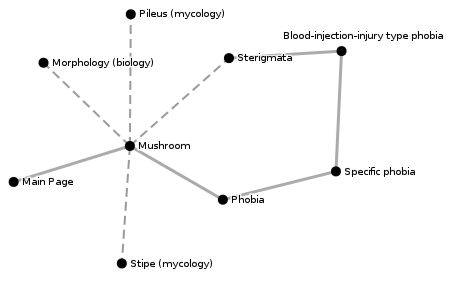 Pileus (mycology)
Blood-injection-injury type phobia
Morphology (biology)
Sterigmata
Mushroom
Main Page
Specific phobia
Phobia
Stipe (mycology)